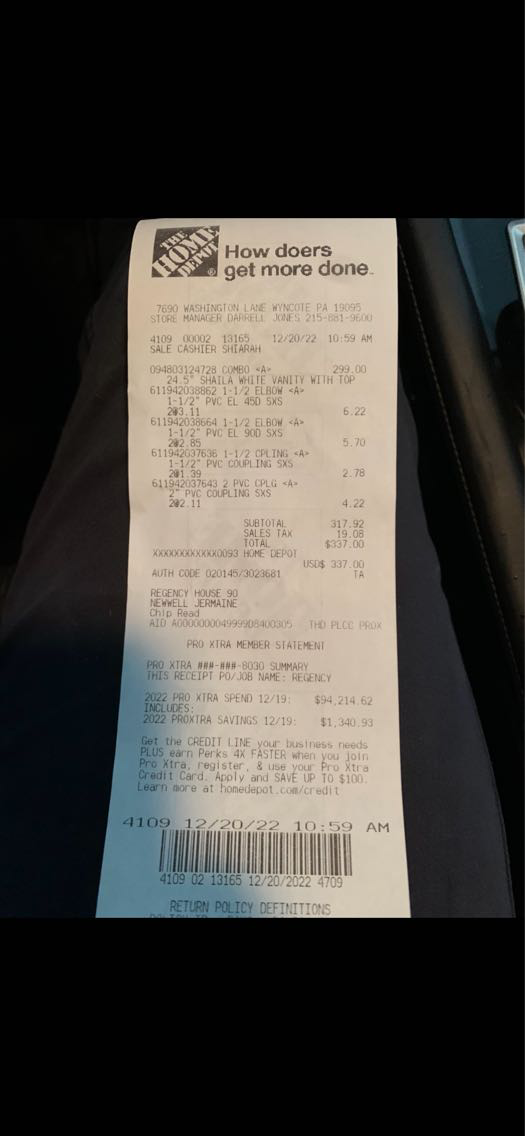 THE HOME DEPOT
How doers
get more done.
7690 WASHINGTON LANE WYNCOTE PA 19095
STORE MANAGER DARRELL JONES 215-881-9600
4109 00002 13165 12/20/22 10:59 AM
SALE CASHIER SHIARAH
094803124728 COMBO <A> 299.00
24.5" SHAILA WHITE VANITY WITH TOP
611942038862 1-1/2 ELBOW <A>
1-1/2" PVC EL 45D SXS
2@3.11 6.22
611942038664 1-1/2 ELBOW <A>
1-1/2" PVC EL 90D SXS
2@2.85 5.70
611942037636 1-1/2 CPLING <A>
1-1/2" PVC COUPLING SXS
2@1.39 2.78
611942037643 2 PVC CPLG <A>
2" PVC COUPLING SXS
2@2.11 4.22
SUBTOTAL 317.92
SALES TAX 19.08
TOTAL $337.00
XXXXXXXXXXXX0093 HOME DEPOT
USD$ 337.00
AUTH CODE 020145/3023681 TA
REGENCY HOUSE 90
NEWWELL JERMAINE
Chip Read
AID A0000000049999D8400305 THD PLCC PROX
PRO XTRA MEMBER STATEMENT
PRO XTRA ###-###-8030 SUMMARY
THIS RECEIPT PO/JOB NAME: REGENCY
2022 PRO XTRA SPEND 12/19: $94,214.62
INCLUDES:
2022 PROXTRA SAVINGS 12/19: $1,340.93
Get the CREDIT LINE your business needs
PLUS earn Perks 4X FASTER when you join
Pro Xtra, register, & use your Pro Xtra
Credit Card. Apply and SAVE UP TO $100.
Learn more at homedepot.com/credit
4109 12/20/22 10:59 AM
4109 02 13165 12/20/2022 4709
RETURN POLICY DEFINITIONS